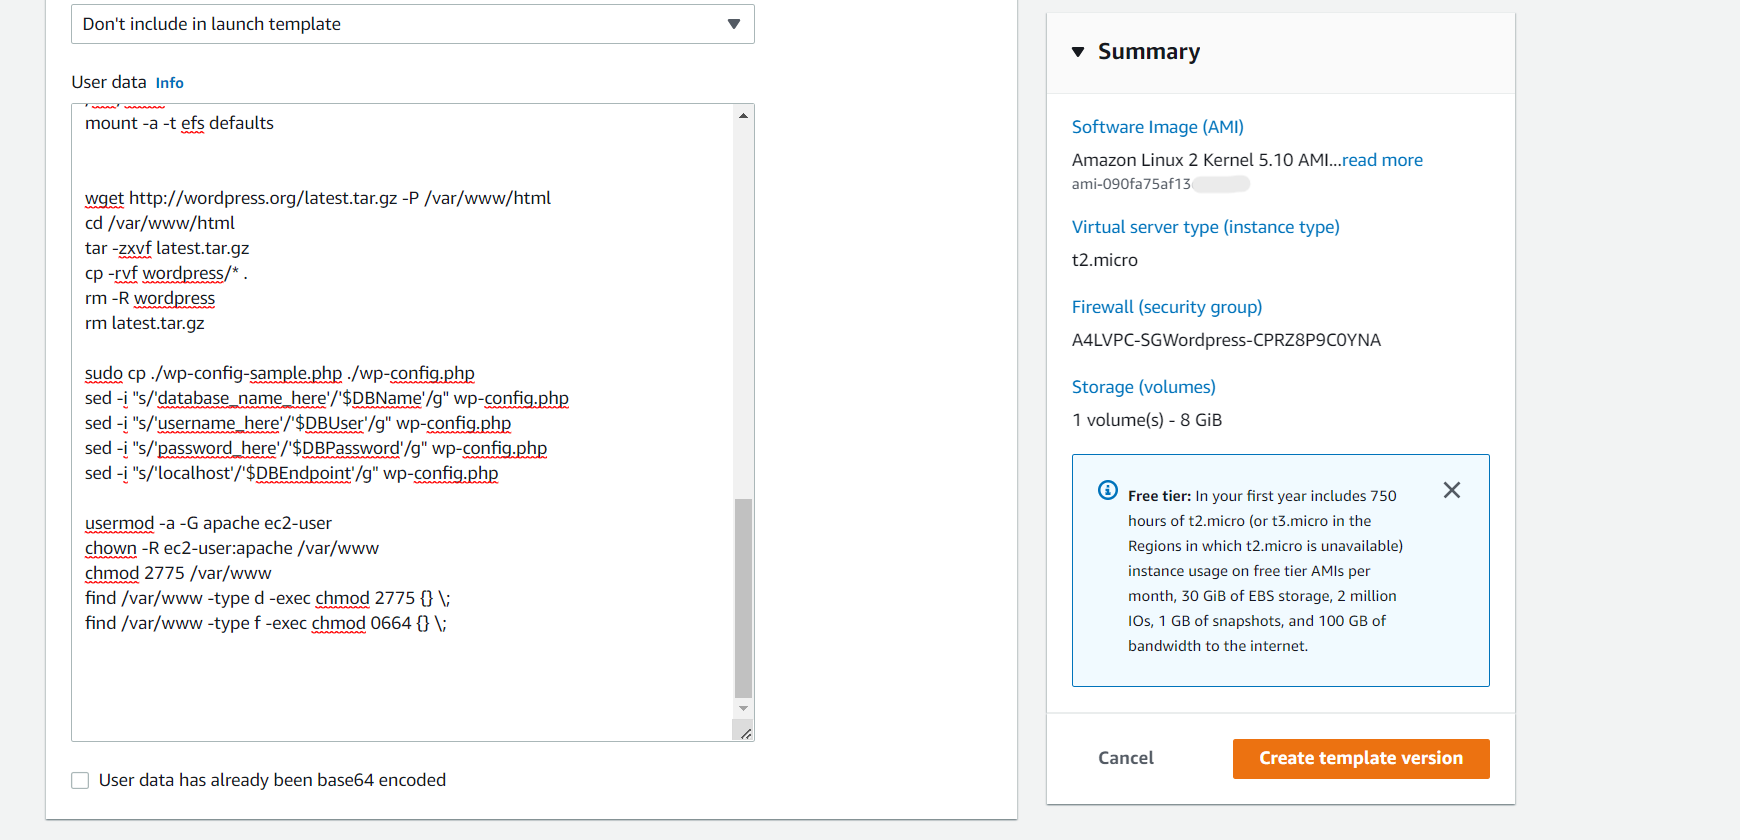 Don't include in launch template
User data Info
mount -a -t efs defaults
wget http://wordpress.org/latest.tar.gz -P /var/www/html
cd /var/www/html
tar -zxvf latest.tar.gz
cp -rvf wordpress/* .
rm -R wordpress
rm latest.tar.gz
sudo cp ./wp-config-sample.php ./wp-config.php
sed -i "s/'database_name_here'/'$DBName'/g" wp-config.php
sed -i "s/'username_here'/'$DBUser'/g" wp-config.php
sed -i "s/'password_here'/'$DBPassword'/g" wp-config.php
sed -i "s/'localhost'/'$DBEndpoint'/g" wp-config.php
usermod -a -G apache ec2-user
chown -R ec2-user:apache /var/www
chmod 2775 /var/www
find /var/www -type d -exec chmod 2775 {} \;
find /var/www -type f -exec chmod 0664 {} \;
User data has already been base64 encoded
Summary
Software Image (AMI)
Amazon Linux 2 Kernel 5.10 AMI...read more
ami-090fa75af13
Virtual server type (instance type)
t2.micro
Firewall (security group)
A4LVPC-SGWordpress-CPRZ8P9C0YNA
Storage (volumes)
1 volume(s) - 8 GiB
Free tier: In your first year includes 750
hours of t2.micro (or t3.micro in the
Regions in which t2.micro is unavailable)
instance usage on free tier AMIs per
month, 30 GiB of EBS storage, 2 million
IOs, 1 GB of snapshots, and 100 GB of
bandwidth to the internet.
Cancel
Create template version